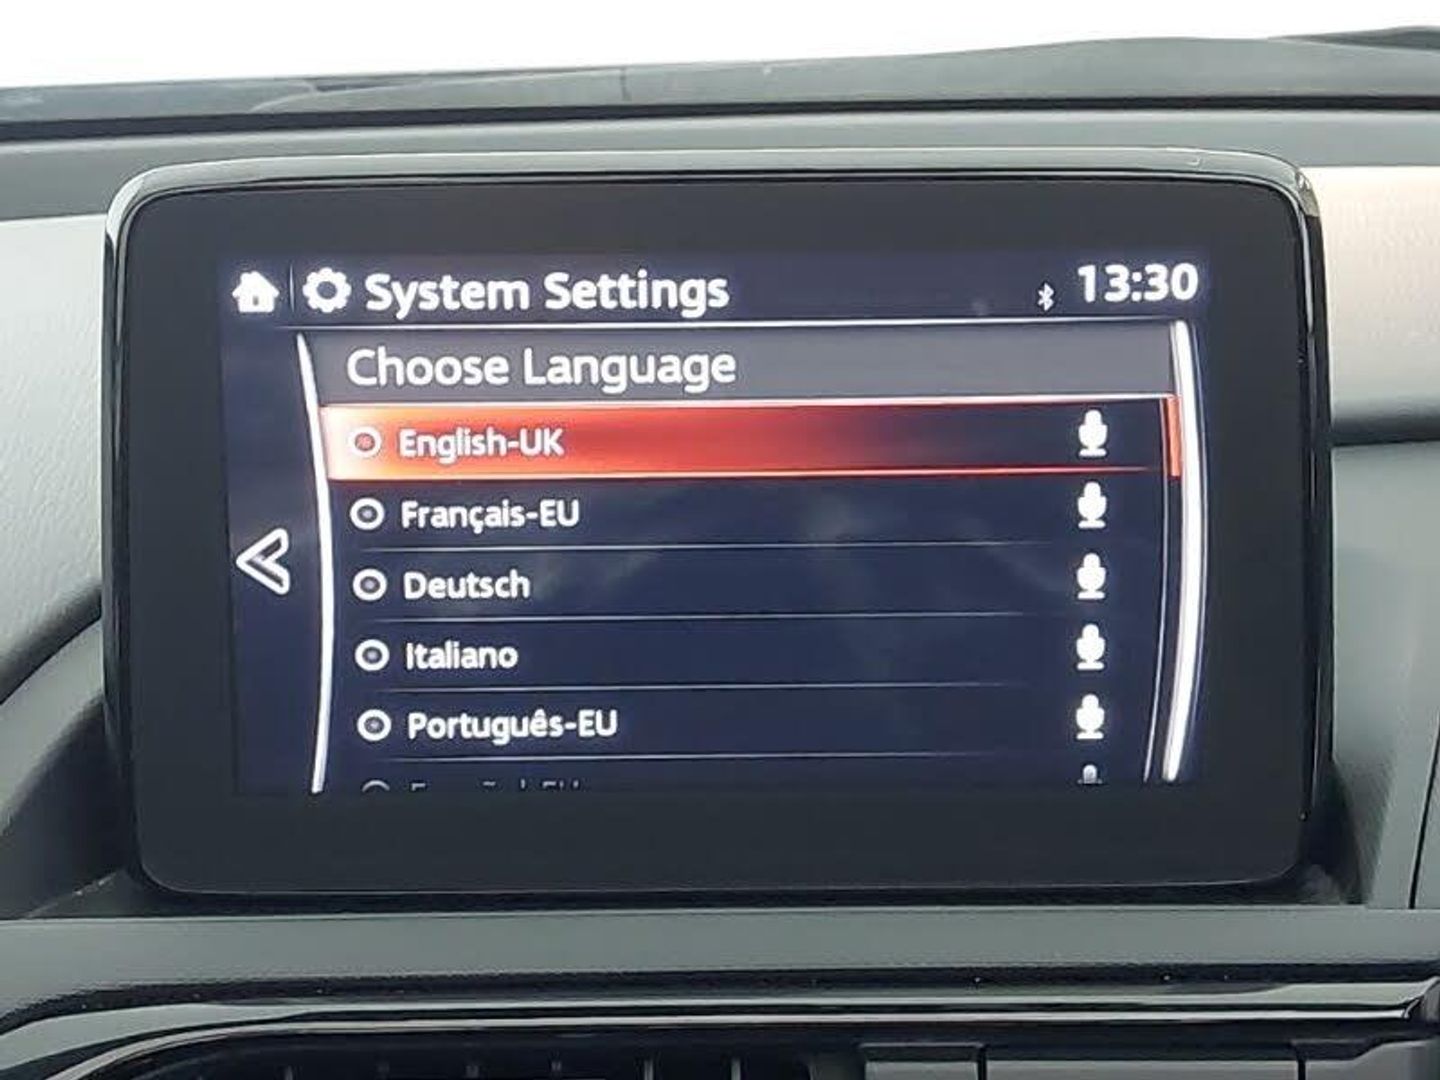 System Settings 13:30
Choose Language
English-UK
Français-EU
Deutsch
Italiano
Português-EU